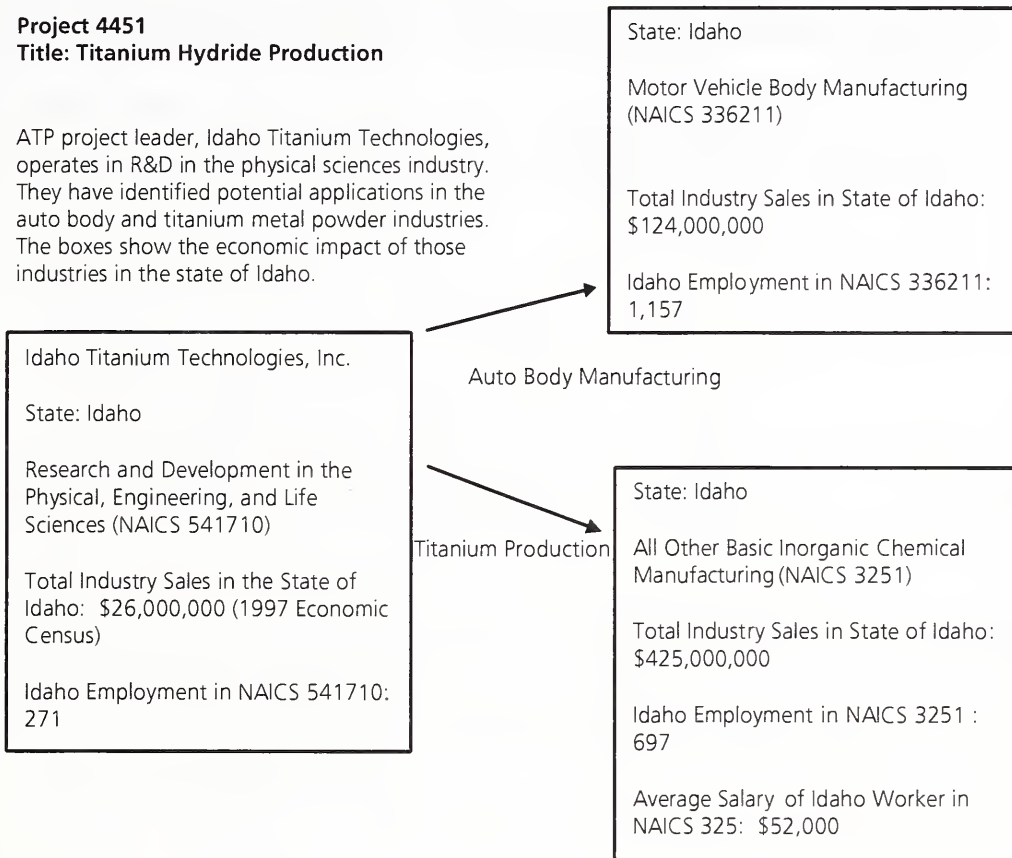 Project 4451
Title: Titanium Hydride Production
ATP project leader, Idaho Titanium Technologies,
operates in R&D in the physical sciences industry.
They have identified potential applications in the
auto body and titanium metal powder industries.
The boxes show the economic impact of those
industries in the state of Idaho.
State: Idaho
Motor Vehicle Body Manufacturing
(NAICS 336211)
Total Industry Sales in State of Idaho:
$124,000,000
Idaho Employment in NAICS 336211:
1,157
Idaho Titanium Technologies, Inc.
State: Idaho
Research and Development in the
Physical, Engineering, and Life
Sciences (NAICS 541710)
Total Industry Sales in the State of
Idaho: $26,000,000 (1997 Economic
Census)
Idaho Employment in NAICS 541710:
271
Auto Body Manufacturing
Titanium Production
State: Idaho
All Other Basic Inorganic Chemical
Manufacturing (NAICS 3251)
Total Industry Sales in State of Idaho:
$425,000,000
Idaho Employment in NAICS 3251 :
697
Average Salary of Idaho Worker in
NAICS 325: $52,000